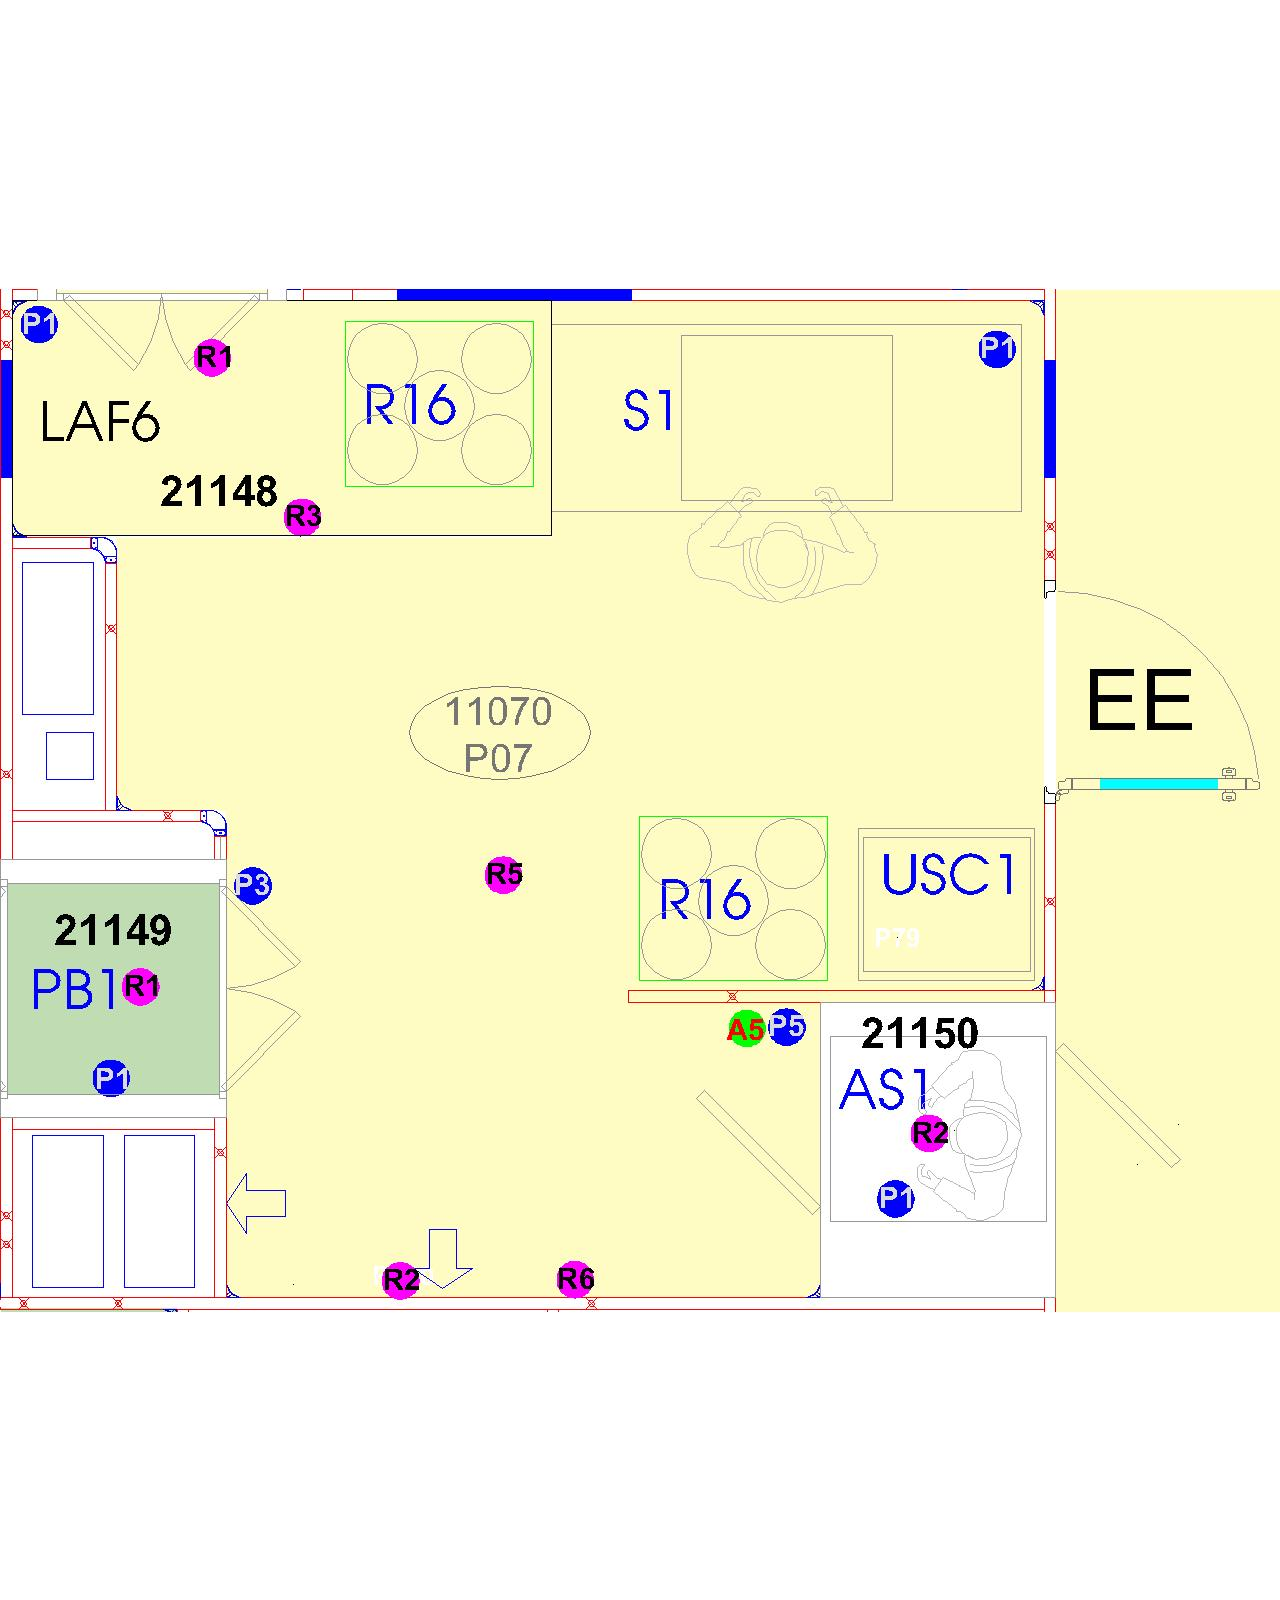 P1
R1
P1
R16
S1
LAF6
21148
R3
11070
P07
EE
R5
P3
R16
USC1
P79
21149
PB1
R1
A5
P5
21150
AS1
P1
R2
P1
R2
R6